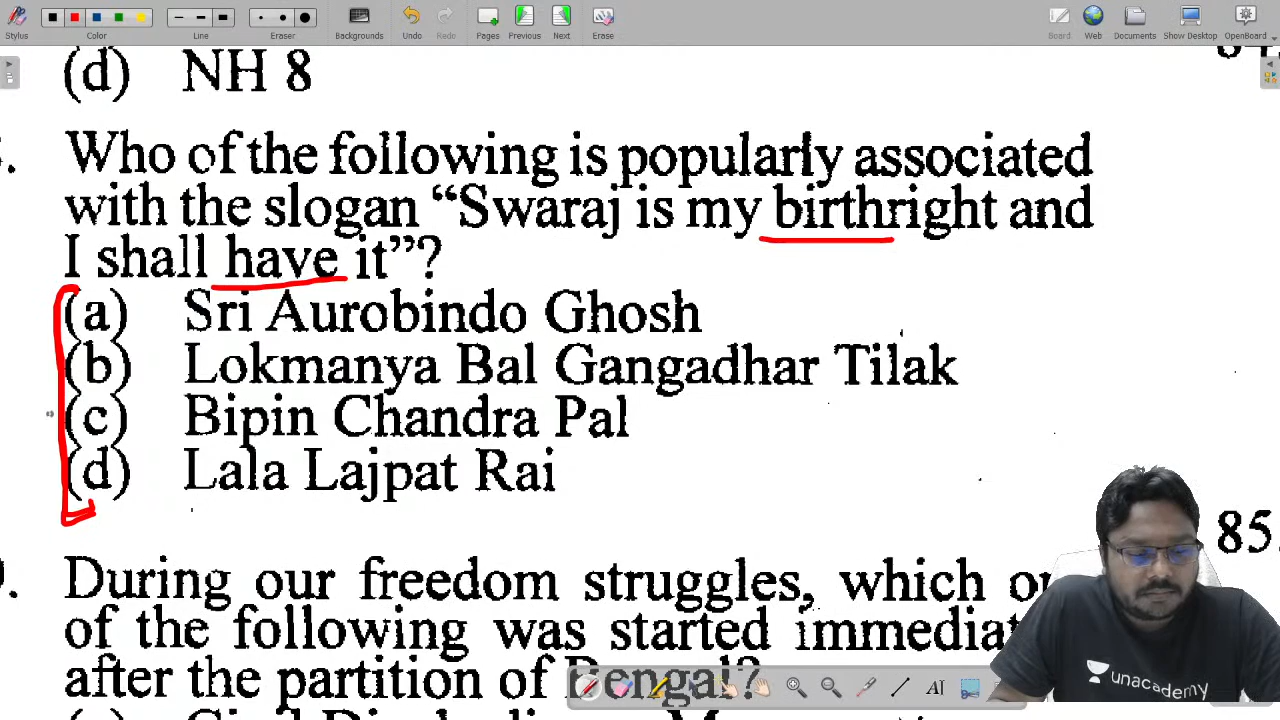 Stylus Color Line Eraser Backgrounds Undo Redo Pages Previous Next Erase Board Web Documents Show Desktop OpenBoard
(d) NH 8
Who of the following is popularly associated
with the slogan “Swaraj is my birthright and
I shall have it”?
(a) Sri Aurobindo Ghosh
(b) Lokmanya Bal Gangadhar Tilak
(c) Bipin Chandra Pal
(d) Lala Lajpat Rai
85.
During our freedom struggles, which
of the following was started
after the partition of Bengal?
unacademy